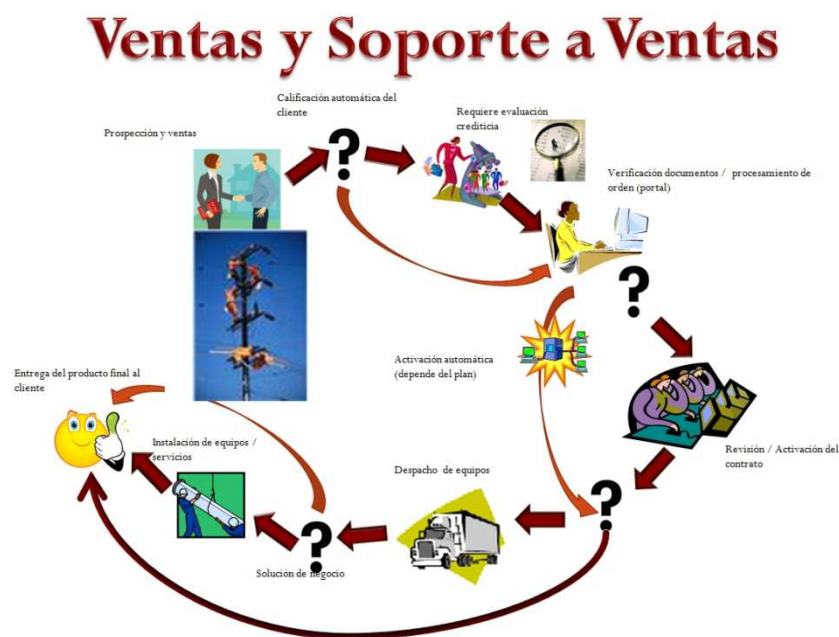 Ventas y Soporte a Ventas
Calificación automática del
cliente
Requiere evaluación
crediticia
Prospección y ventas
Verificación documentos / procesamiento de
orden (portal)
Activación automática
(depende del plan)
Entrega del producto final al
cliente
Instalación de equipos /
servicios
Despacho de equipos
Revisión / Activación del
contrato
Solución de negocio